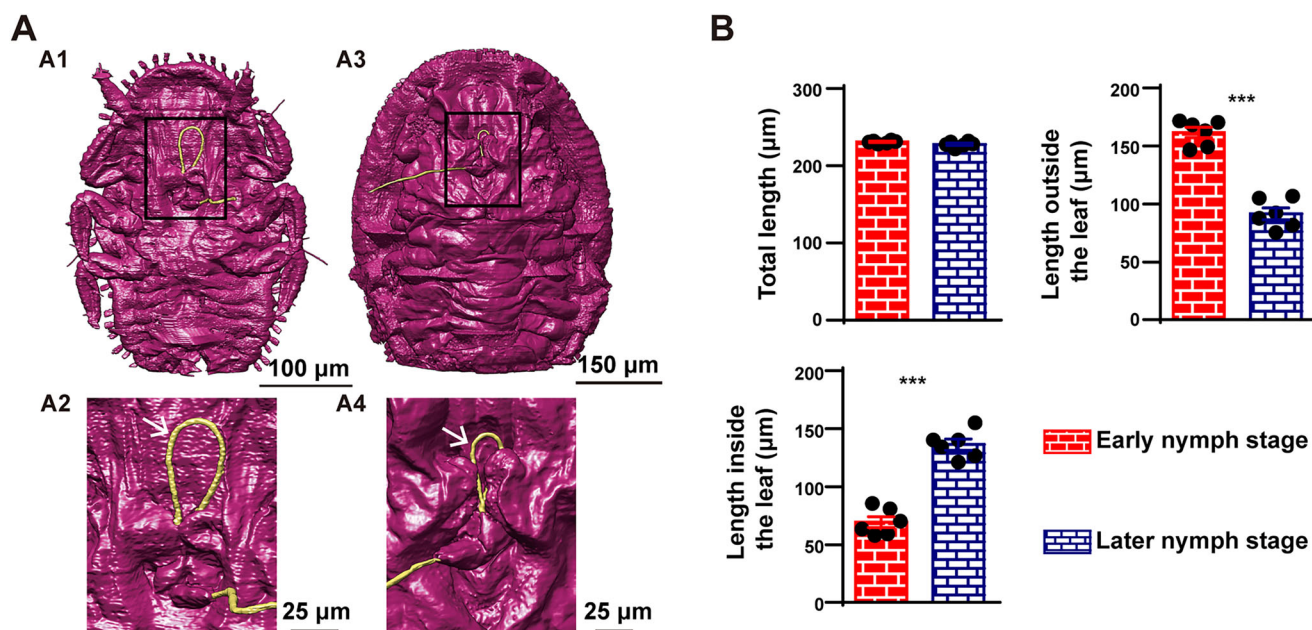 A
A1
A3
100 μm
150 μm
A2
A4
25 μm
25 μm
B
Total length (μm)
300
200
100
0
Length outside
the leaf (μm)
200
150
100
50
0
***
Length inside
the leaf (μm)
200
150
100
50
0
***
Early nymph stage
Later nymph stage